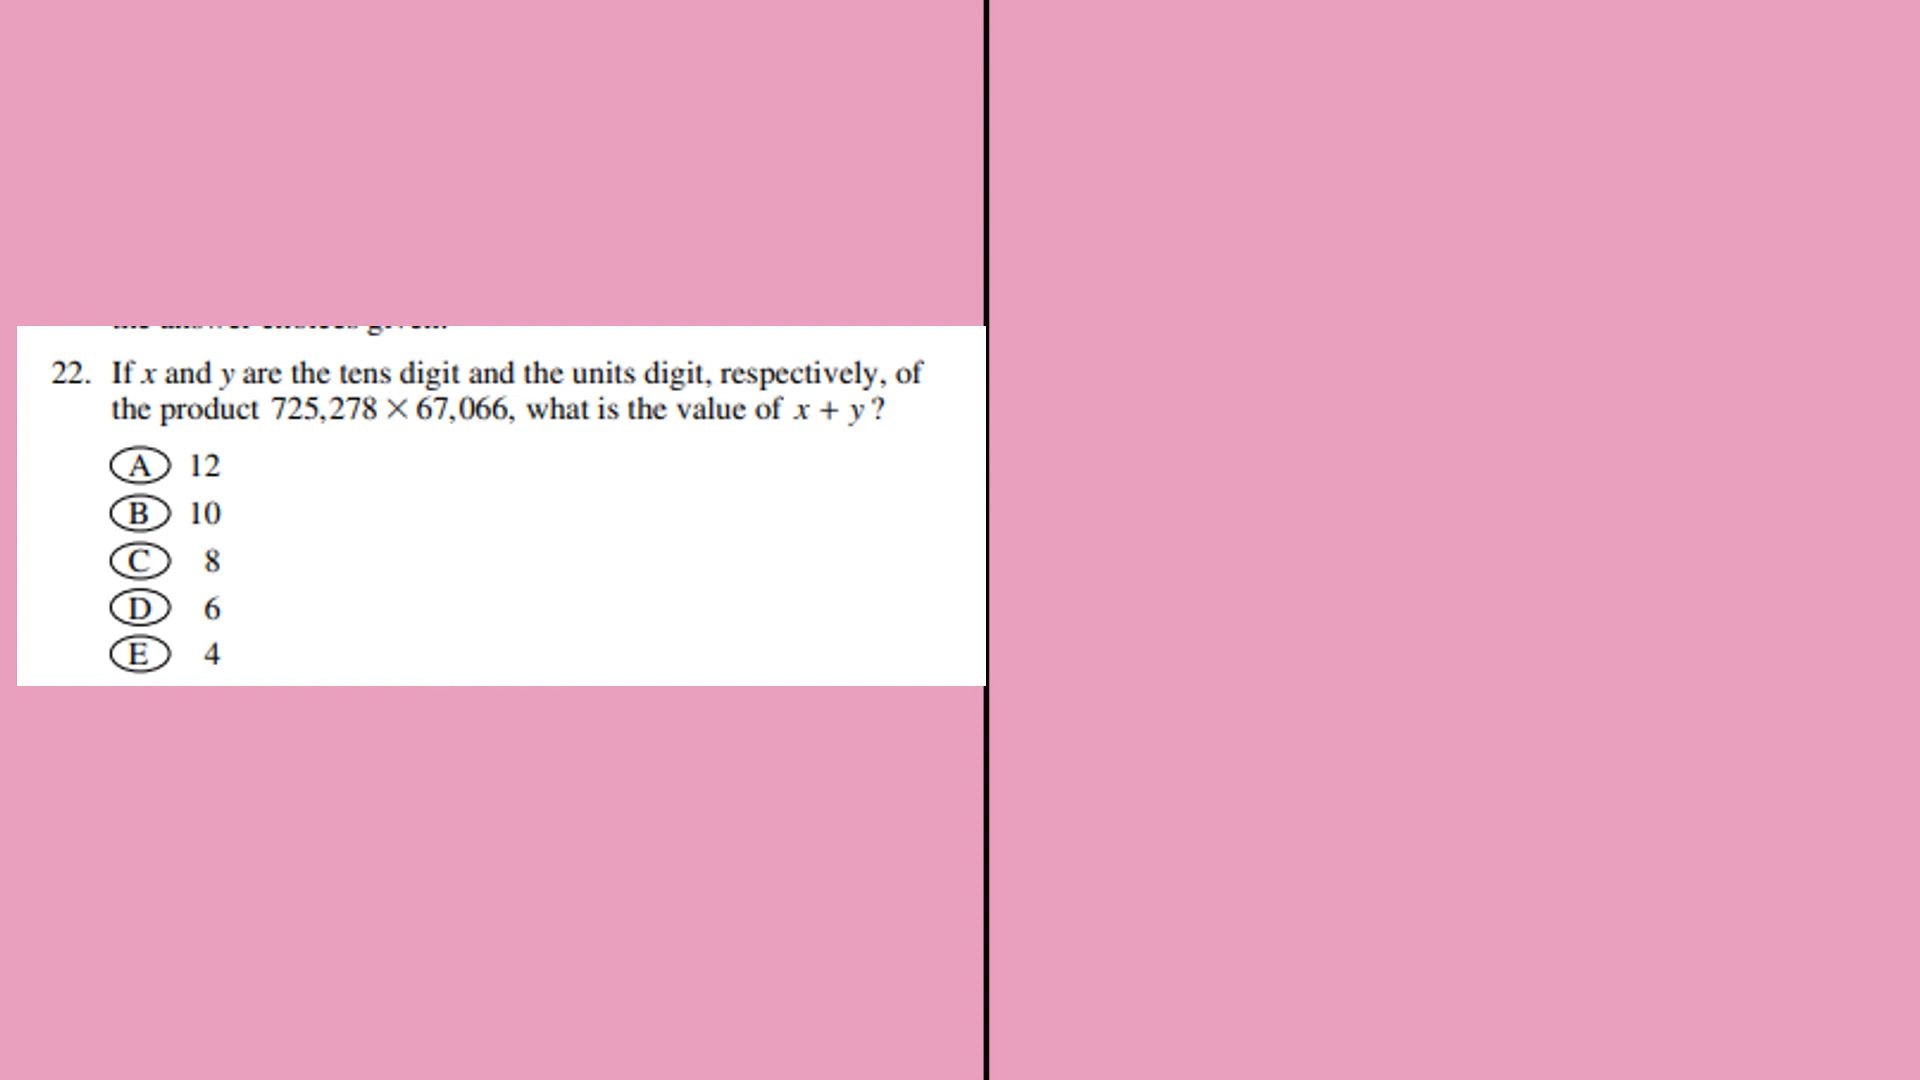 22. If x and y are the tens digit and the units digit, respectively, of
the product 725,278 × 67,066, what is the value of x + y?
A 12
B 10
C 8
D 6
E 4